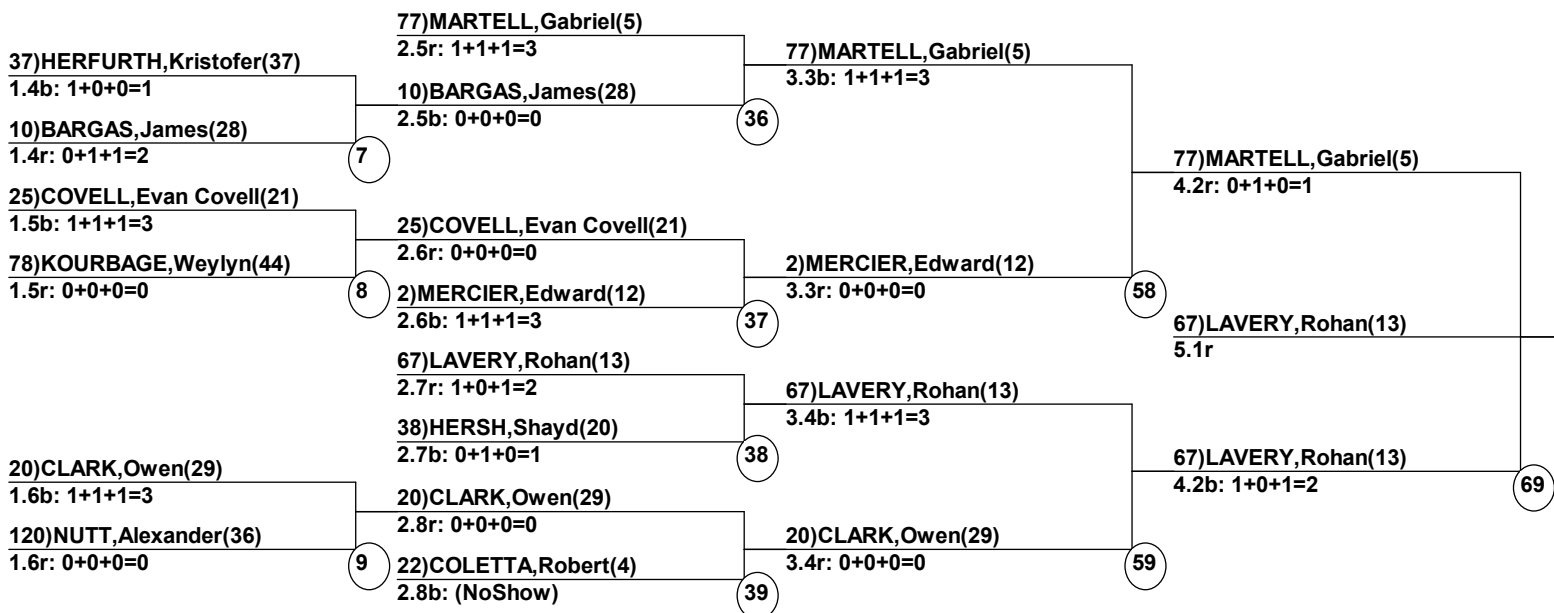 37)HERFURTH,Kristofer(37)
1.4b: 1+0+0=1
10)BARGAS,James(28)
1.4r: 0+1+1=2
7
25)COVELL,Evan Covell(21)
1.5b: 1+1+1=3
78)KOURBAGE,Weylyn(44)
1.5r: 0+0+0=0
8
20)CLARK,Owen(29)
1.6b: 1+1+1=3
120)NUTT,Alexander(36)
1.6r: 0+0+0=0
9
77)MARTELL,Gabriel(5)
2.5r: 1+1+1=3
10)BARGAS,James(28)
2.5b: 0+0+0=0
36
25)COVELL,Evan Covell(21)
2.6r: 0+0+0=0
2)MERCIER,Edward(12)
2.6b: 1+1+1=3
37
67)LAVERY,Rohan(13)
2.7r: 1+0+1=2
38)HERSH,Shayd(20)
2.7b: 0+1+0=1
38
20)CLARK,Owen(29)
2.8r: 0+0+0=0
22)COLETTA,Robert(4)
2.8b: (NoShow)
39
77)MARTELL,Gabriel(5)
3.3b: 1+1+1=3
2)MERCIER,Edward(12)
3.3r: 0+0+0=0
58
67)LAVERY,Rohan(13)
3.4b: 1+1+1=3
20)CLARK,Owen(29)
3.4r: 0+0+0=0
59
77)MARTELL,Gabriel(5)
4.2r: 0+1+0=1
67)LAVERY,Rohan(13)
5.1r
67)LAVERY,Rohan(13)
4.2b: 1+0+1=2
69